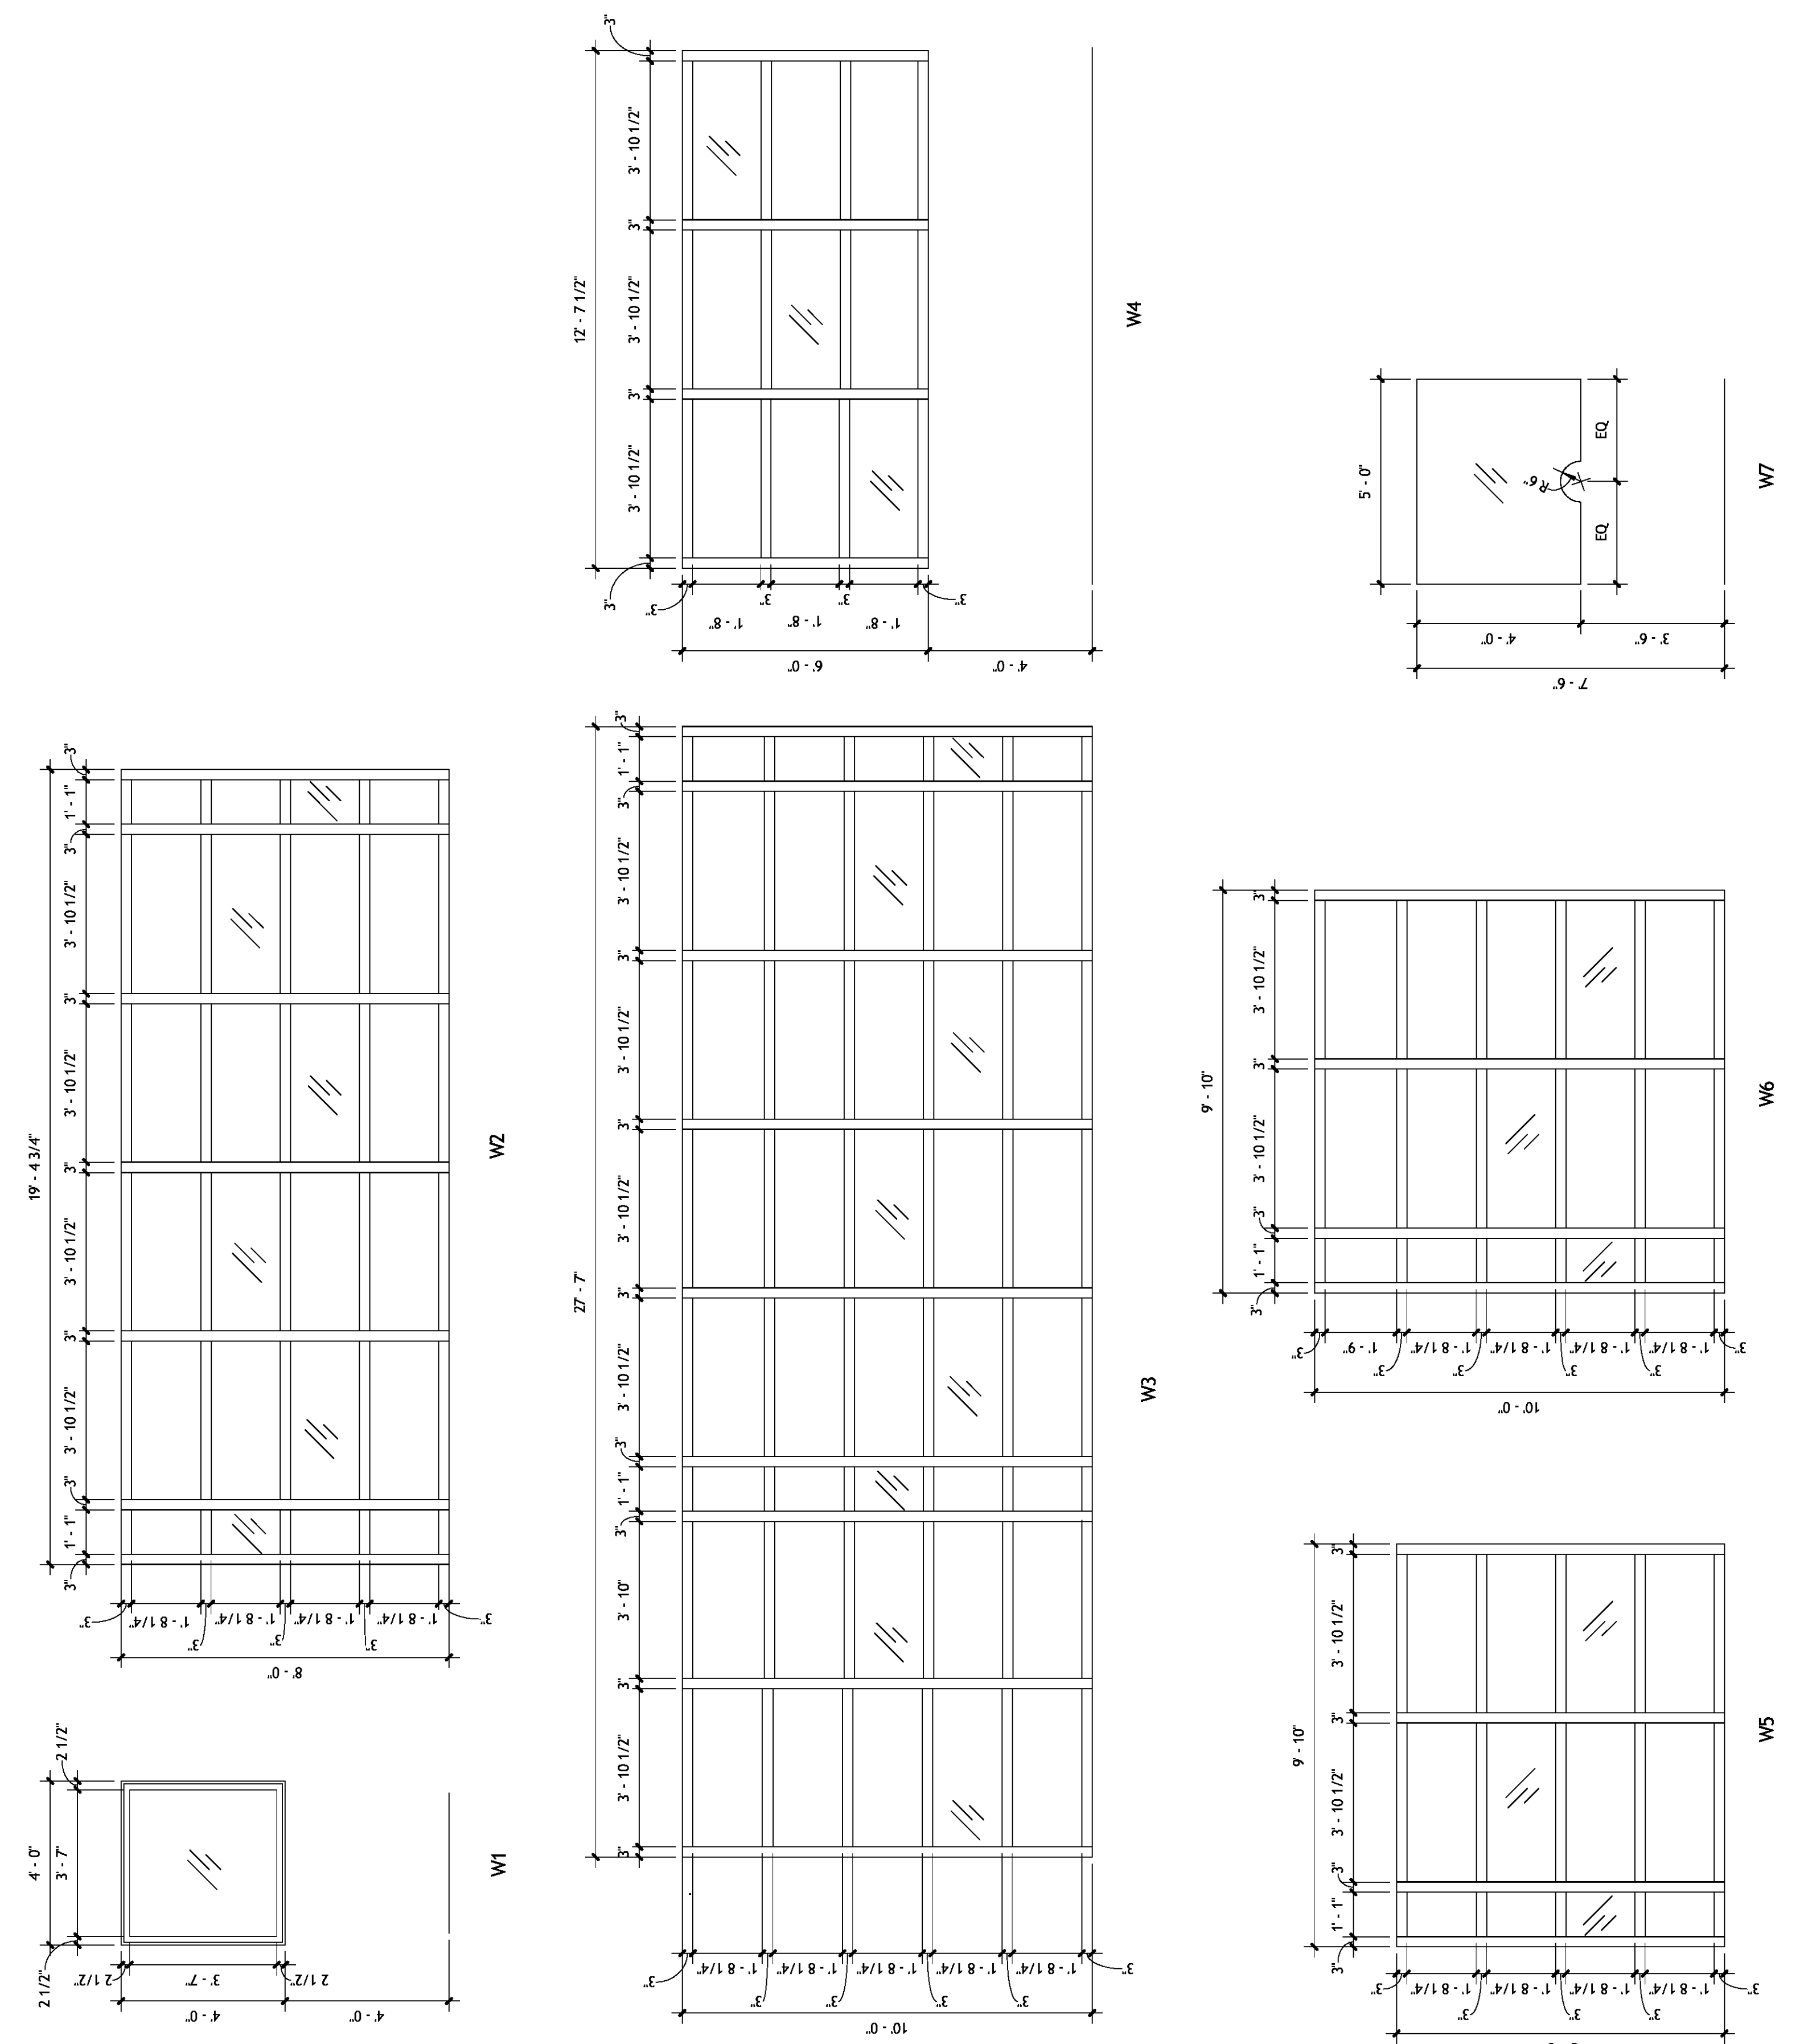 4' - 0"
2 1/2" 3' - 7" 2 1/2"
2 1/2"
3' - 7"
2 1/2"
4' - 0"
4' - 0"
W1
19' - 4 3/4"
3" 1' - 1" 3" 3' - 10 1/2" 3" 3' - 10 1/2" 3" 3' - 10 1/2" 3" 3' - 10 1/2" 3" 1' - 1" 3"
3"
1' - 8 1/4"
3"
1' - 8 1/4"
3"
1' - 8 1/4"
3"
1' - 8 1/4"
3"
8' - 0"
W2
27' - 7"
3" 3' - 10 1/2" 3" 3' - 10" 3" 1' - 1" 3" 3' - 10 1/2" 3" 3' - 10 1/2" 3" 3' - 10 1/2" 3" 3' - 10 1/2" 3" 1' - 1" 3"
3"
1' - 8 1/4"
3"
1' - 8 1/4"
3"
1' - 8 1/4"
3"
1' - 8 1/4"
3"
1' - 8 1/4"
3"
10' - 0"
W3
12' - 7 1/2"
3" 3' - 10 1/2" 3" 3' - 10 1/2" 3" 3' - 10 1/2" 3"
3"
1' - 8"
3"
1' - 8"
3"
1' - 8"
3"
6' - 0"
4' - 0"
W4
9' - 10"
3" 1' - 1" 3" 3' - 10 1/2" 3" 3' - 10 1/2" 3"
3"
1' - 8 1/4"
3"
1' - 8 1/4"
3"
1' - 8 1/4"
3"
1' - 8 1/4"
3"
W5
9' - 10"
3" 1' - 1" 3" 3' - 10 1/2" 3" 3' - 10 1/2" 3"
3"
1' - 9"
3"
1' - 8 1/4"
3"
1' - 8 1/4"
3"
1' - 8 1/4"
3"
1' - 8 1/4"
3"
10' - 0"
W6
5' - 0"
R 6"
EQ EQ
4' - 0"
3' - 6"
7' - 6"
W7